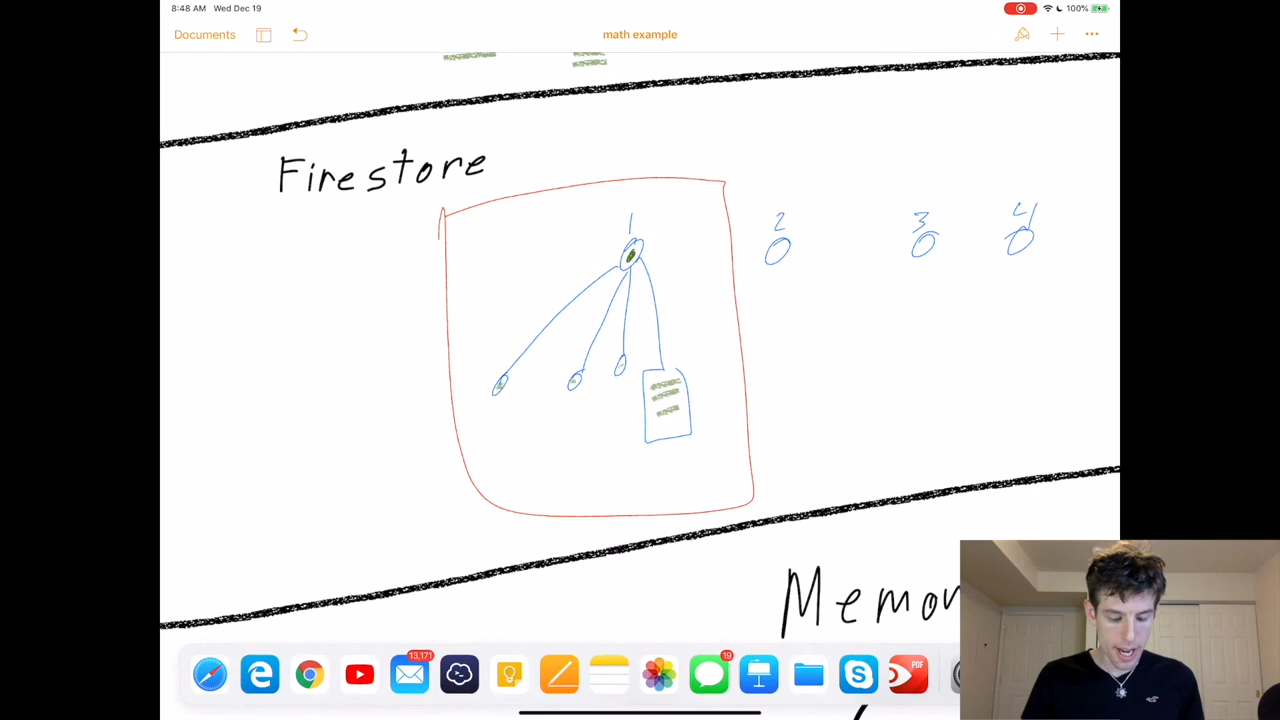 8:48 AM Wed Dec 19
100%
Documents
math example
Firestore
1
2
3
4
Memor
13,171
19
PDF